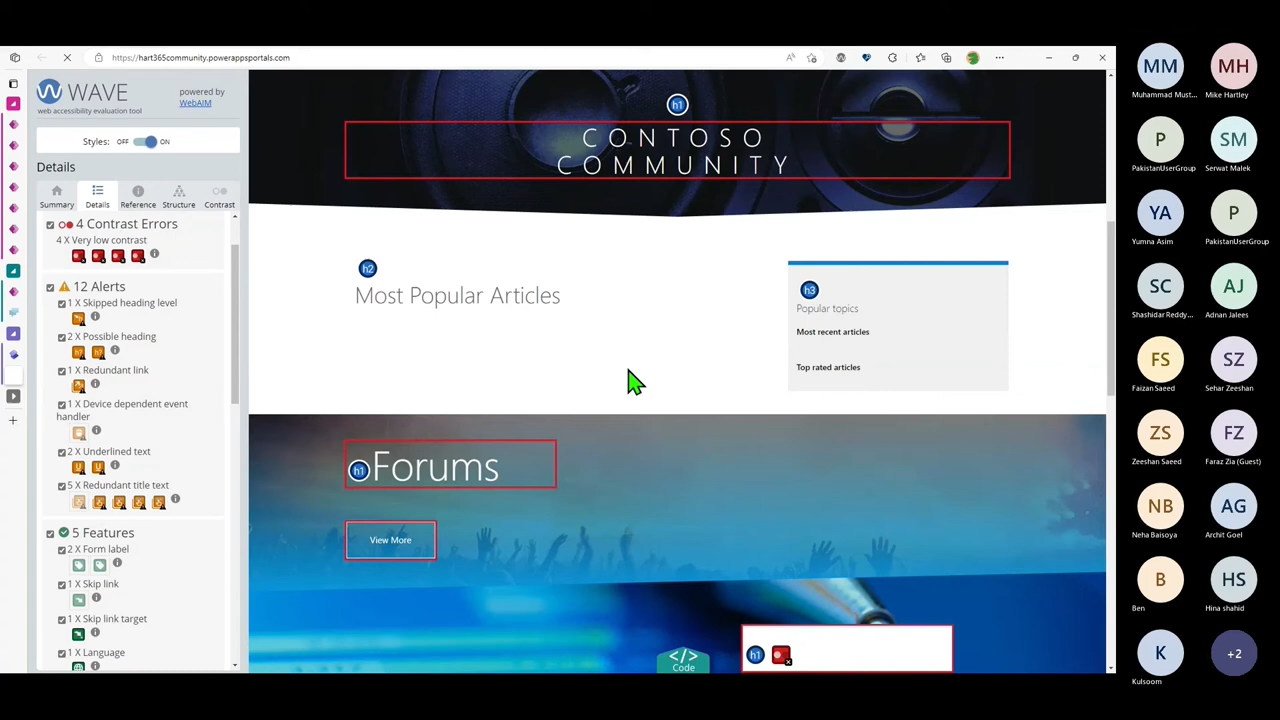 https://hart365community.powerappsportals.com
WAVE
web accessibility evaluation tool
powered by
WebAIM
Styles: OFF ON
Details
Summary
Details
Reference
Structure
Contrast
4 Contrast Errors
4 X Very low contrast
12 Alerts
1 X Skipped heading level
2 X Possible heading
1 X Redundant link
1 X Device dependent event
handler
2 X Underlined text
5 X Redundant title text
5 Features
2 X Form label
1 X Skip link
1 X Skip link target
1 X Language
h1
CONTOSO
COMMUNITY
h2
Most Popular Articles
h3
Popular topics
Most recent articles
Top rated articles
h1 Forums
View More
</>
Code
h1
MM
Muhammad Must...
MH
Mike Hartley
P
PakistanUserGroup
SM
Serwat Malek
YA
Yumna Asim
P
PakistanUserGroup
SC
Shashidar Reddy...
AJ
Adnan Jalees
FS
Faizan Saeed
SZ
Sehar Zeeshan
ZS
Zeeshan Saeed
FZ
Faraz Zia (Guest)
NB
Neha Baisoya
AG
Archit Goel
B
Ben
HS
Hina shahid
K
Kulsoom
+2